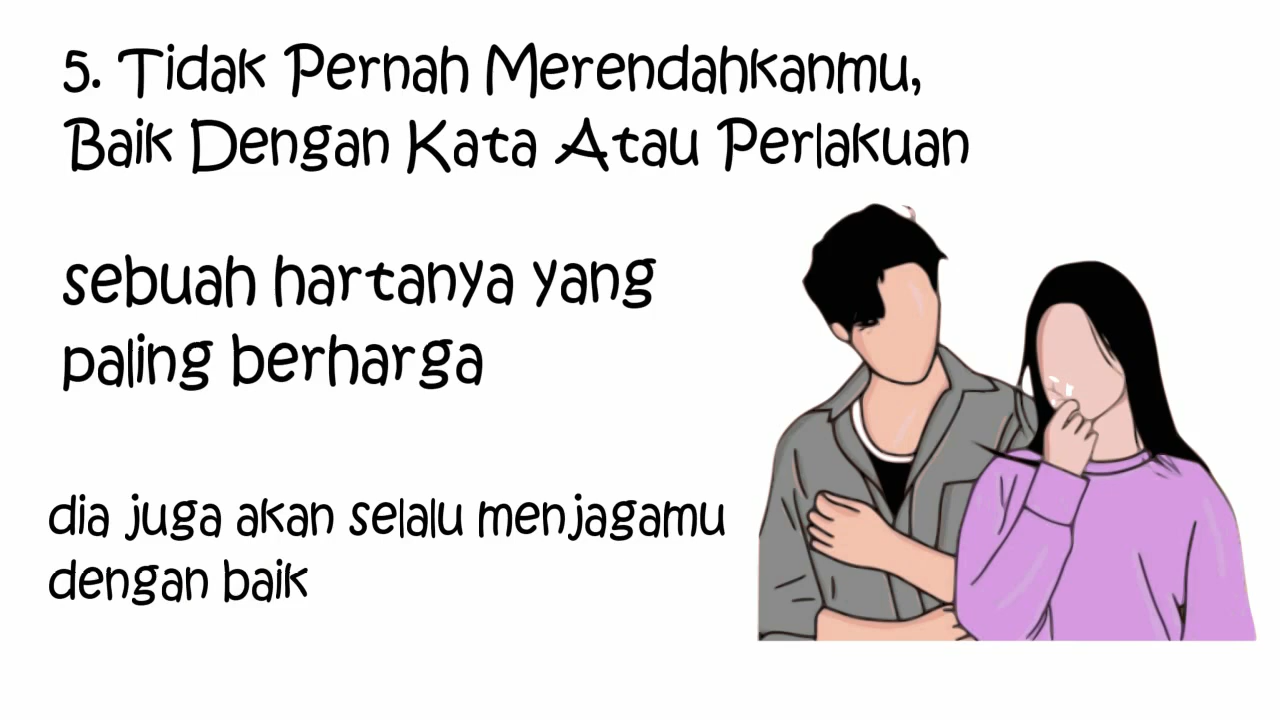 5. Tidak Pernah Merendahkanmu,
Baik Dengan Kata Atau Perlakuan
sebuah hartanya yang
paling berharga
dia juga akan selalu menjagamu
dengan baik